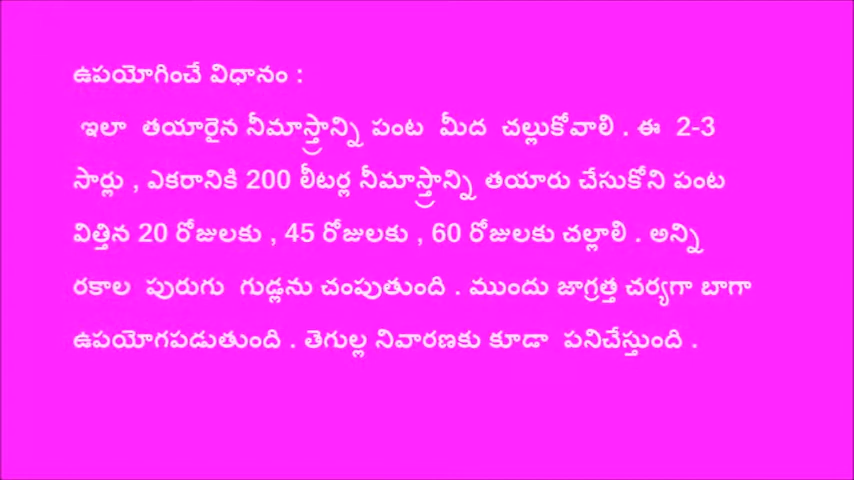 ఉపయోగించే విధానం :
ఇలా తయారైన నీమాస్త్రాన్ని పంట మీద చల్లుకోవాలి . ఈ 2-3
సార్లు , ఎకరానికి 200 లీటర్ల నీమాస్త్రాన్ని తయారు చేసుకోని పంట
విత్తిన 20 రోజులకు , 45 రోజులకు , 60 రోజులకు చల్లాలి . అన్ని
రకాల పురుగు గుడ్లను చంపుతుంది . ముందు జాగ్రత్త చర్యగా బాగా
ఉపయోగపడుతుంది . తెగుల్ల నివారణకు కూడా పనిచేస్తుంది .